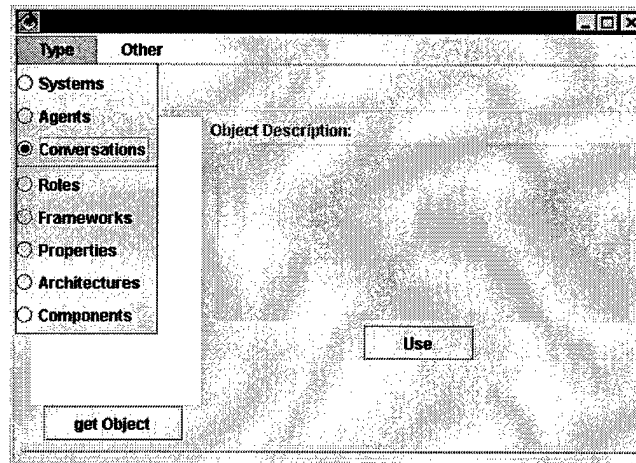 Type Other
Systems
Agents
Object Description:
Conversations
Roles
Frameworks
Properties
Architectures
Components
Use
get Object